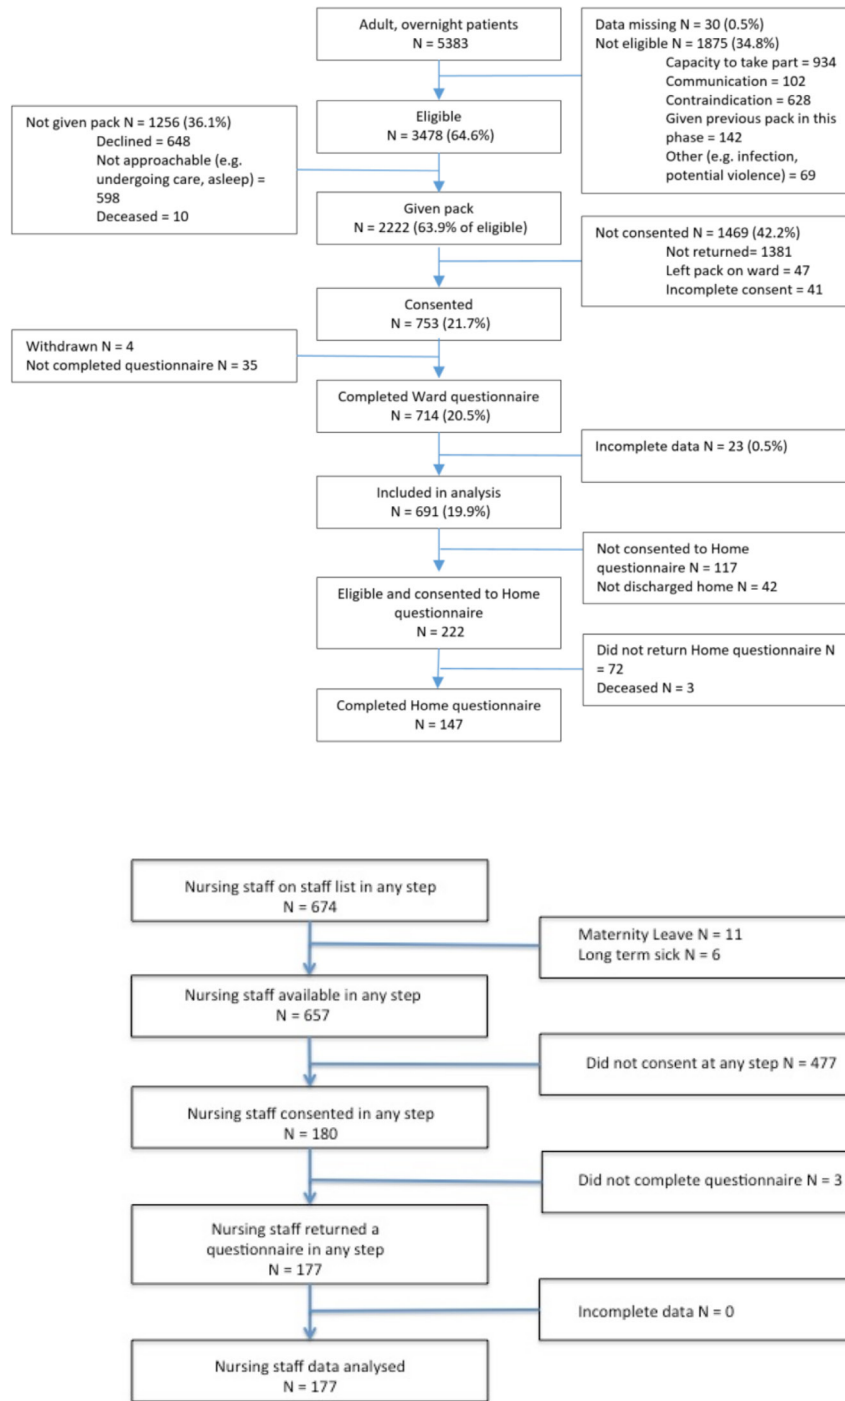 Adult, overnight patients
N = 5383
Data missing N = 30 (0.5%)
Not eligible N = 1875 (34.8%)
Capacity to take part = 934
Communication = 102
Contraindication = 628
Given previous pack in this
phase = 142
Other (e.g. infection,
potential violence) = 69
Eligible
N = 3478 (64.6%)
Not given pack N = 1256 (36.1%)
Declined = 648
Not approachable (e.g.
undergoing care, asleep) =
598
Deceased = 10
Given pack
N = 2222 (63.9% of eligible)
Not consented N = 1469 (42.2%)
Not returned= 1381
Left pack on ward = 47
Incomplete consent = 41
Consented
N = 753 (21.7%)
Withdrawn N = 4
Not completed questionnaire N = 35
Completed Ward questionnaire
N = 714 (20.5%)
Incomplete data N = 23 (0.5%)
Included in analysis
N = 691 (19.9%)
Not consented to Home
questionnaire N = 117
Not discharged home N = 42
Eligible and consented to Home
questionnaire
N = 222
Did not return Home questionnaire N
= 72
Deceased N = 3
Completed Home questionnaire
N = 147
Nursing staff on staff list in any step
N = 674
Maternity Leave N = 11
Long term sick N = 6
Nursing staff available in any step
N = 657
Did not consent at any step N = 477
Nursing staff consented in any step
N = 180
Did not complete questionnaire N = 3
Nursing staff returned a
questionnaire in any step
N = 177
Incomplete data N = 0
Nursing staff data analysed
N = 177